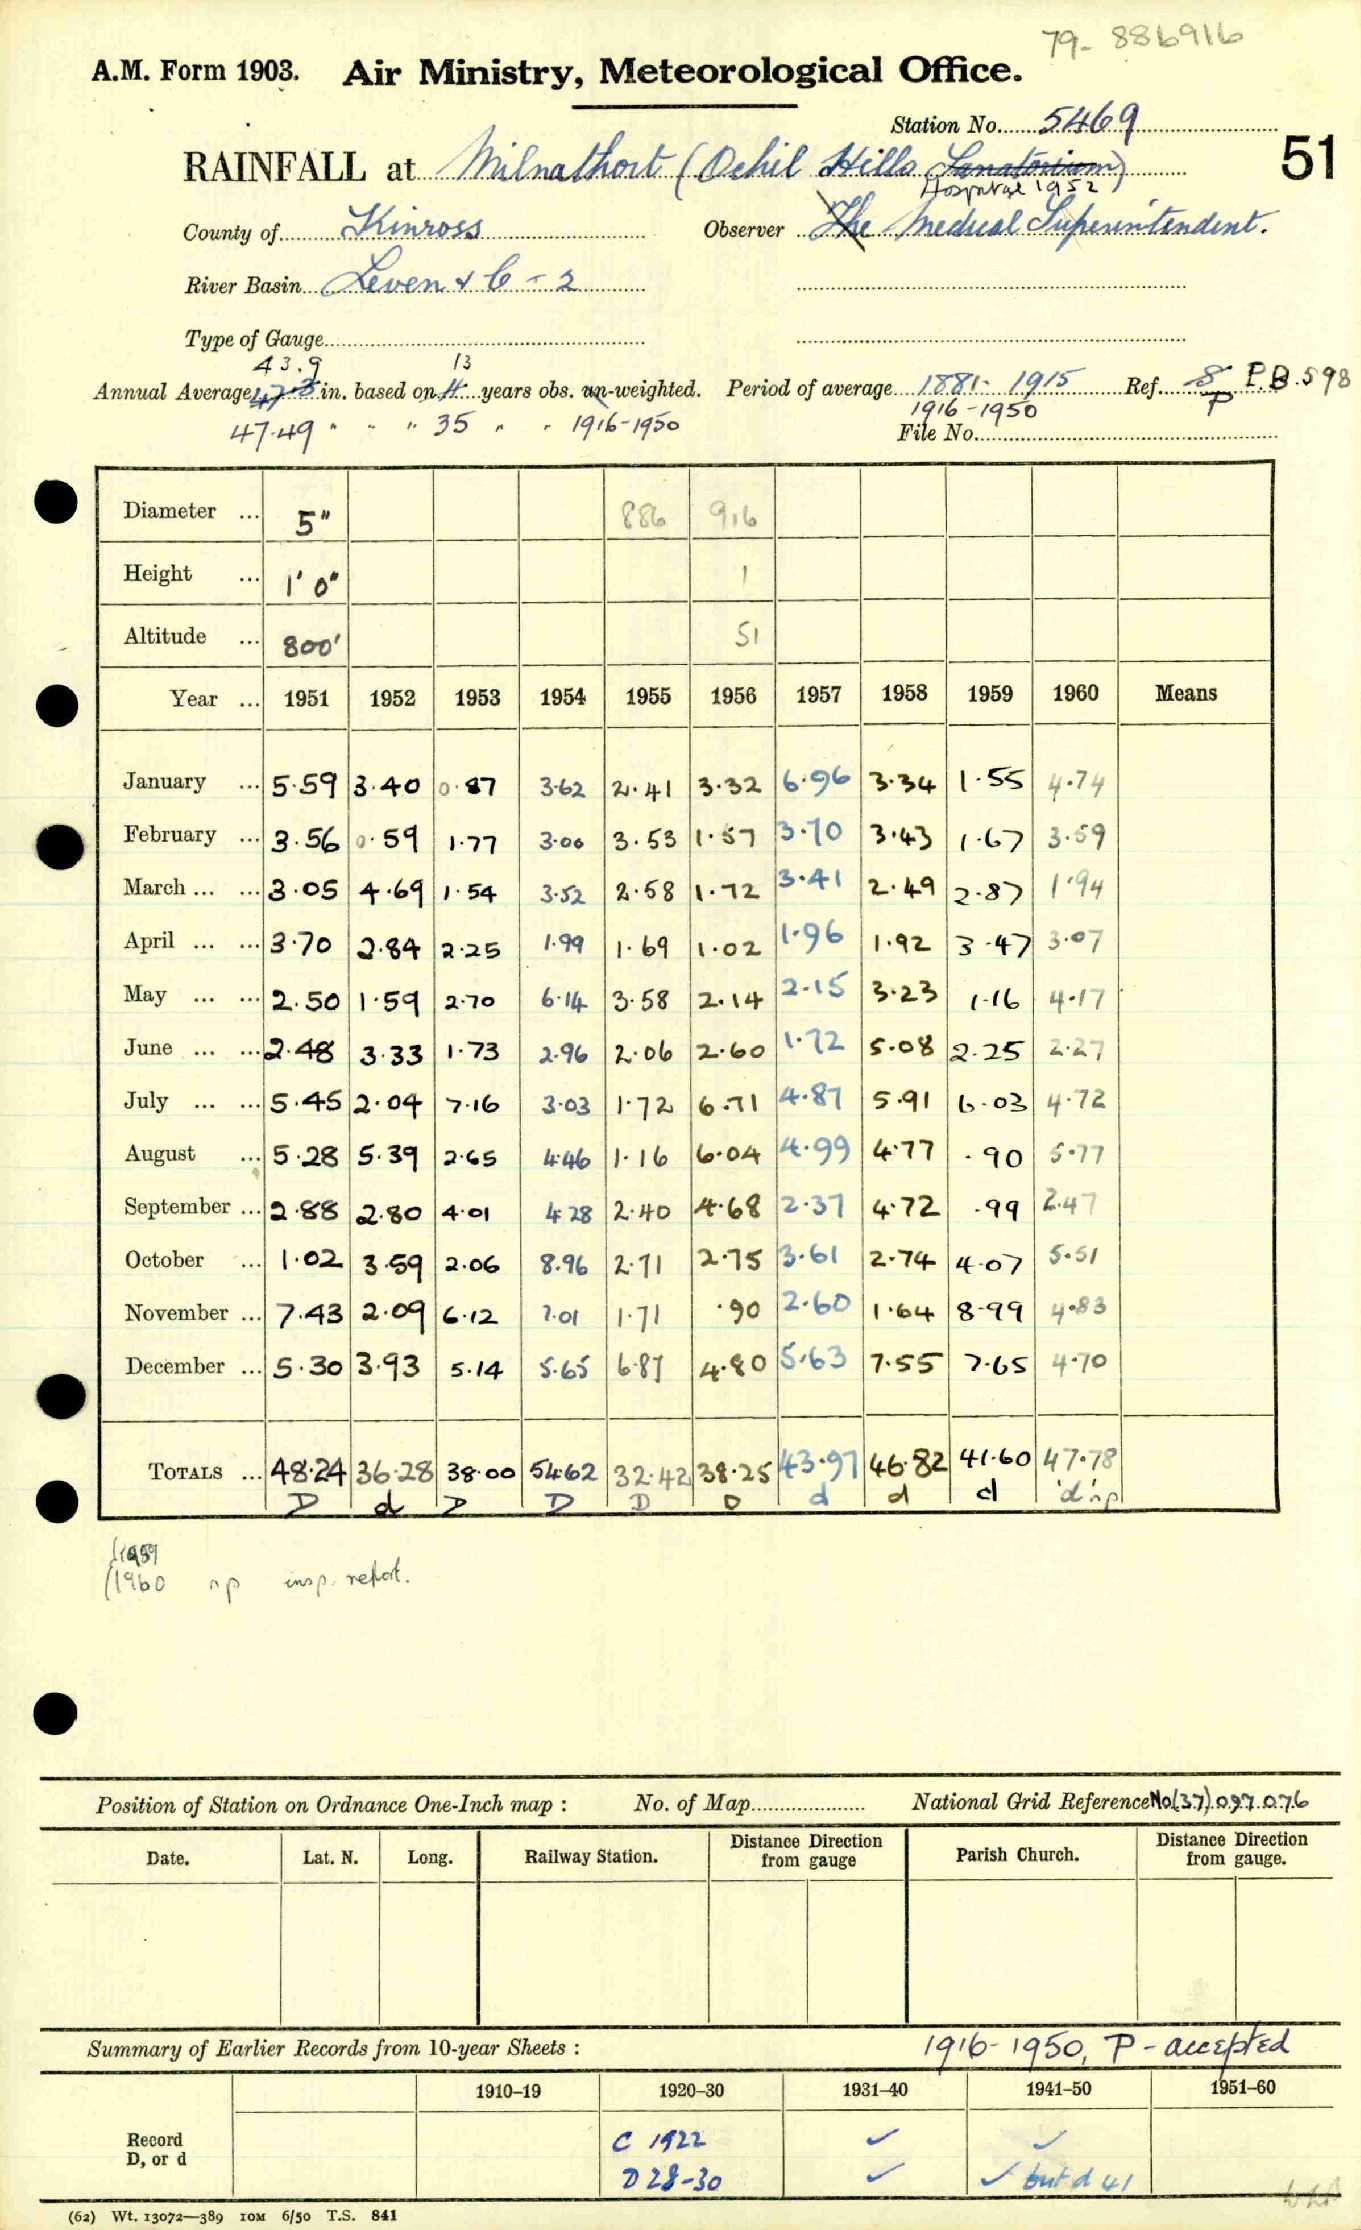 79- 886916
A.M. Form 1903. Air Ministry, Meteorological Office.
Station No. 5469
51
RAINFALL at Milnathort (Ochil Hills Sanatorium)
Hospital 1952
County of Kinross Observer The Medical Superintendent.
River Basin Leven & C - 2
Type of Gauge
43.9 13
Annual Average 47.3 in. based on 4 years obs. un-weighted. Period of average 1881-1915 Ref. S P.B.598
1916-1950 P
47.49 " " " 35 " " 1916-1950 File No.
Diameter ... 5" 886 916
Height ... 1' 0" 1
Altitude ... 800' 51
Year ... 1951 1952 1953 1954 1955 1956 1957 1958 1959 1960 Means
January ... 5.59 3.40 0.87 3.62 2.41 3.32 6.96 3.34 1.55 4.74
February ... 3.56 0.59 1.77 3.00 3.53 1.57 3.70 3.43 1.67 3.59
March ... ... 3.05 4.69 1.54 3.52 2.58 1.72 3.41 2.49 2.87 1.94
April ... ... 3.70 2.84 2.25 1.99 1.69 1.02 1.96 1.92 3.47 3.07
May ... ... 2.50 1.59 2.70 6.14 3.58 2.14 2.15 3.23 1.16 4.17
June ... ... 2.48 3.33 1.73 2.96 2.06 2.60 1.72 5.08 2.25 2.27
July ... ... 5.45 2.04 7.16 3.03 1.72 6.71 4.87 5.91 6.03 4.72
August ... 5.28 5.39 2.65 4.46 1.16 6.04 4.99 4.77 .90 5.77
September ... 2.88 2.80 4.01 4.28 2.40 4.68 2.37 4.72 .99 2.47
October ... 1.02 3.59 2.06 8.96 2.71 2.75 3.61 2.74 4.07 5.51
November ... 7.43 2.09 6.12 7.01 1.71 .90 2.60 1.64 8.99 4.83
December ... 5.30 3.93 5.14 5.65 6.87 4.80 5.63 7.55 7.65 4.70
TOTALS ... 48.24 36.28 38.00 54.62 32.42 38.25 43.97 46.82 41.60 47.78
D d D D D D d d d 'd' np
1959
1960 np insp. report.
Position of Station on Ordnance One-Inch map : No. of Map National Grid Reference No(37) 097 076
Date. Lat. N. Long. Railway Station. Distance Direction from gauge Parish Church. Distance Direction from gauge.
Summary of Earlier Records from 10-year Sheets : 1916-1950, P - accepted
1910–19 1920–30 1931–40 1941–50 1951–60
Record C 1922 ✓ ✓
D, or d D 28-30 ✓ ✓ but d 41
(62) Wt. 13072—389 10M 6/50 T.S. 841